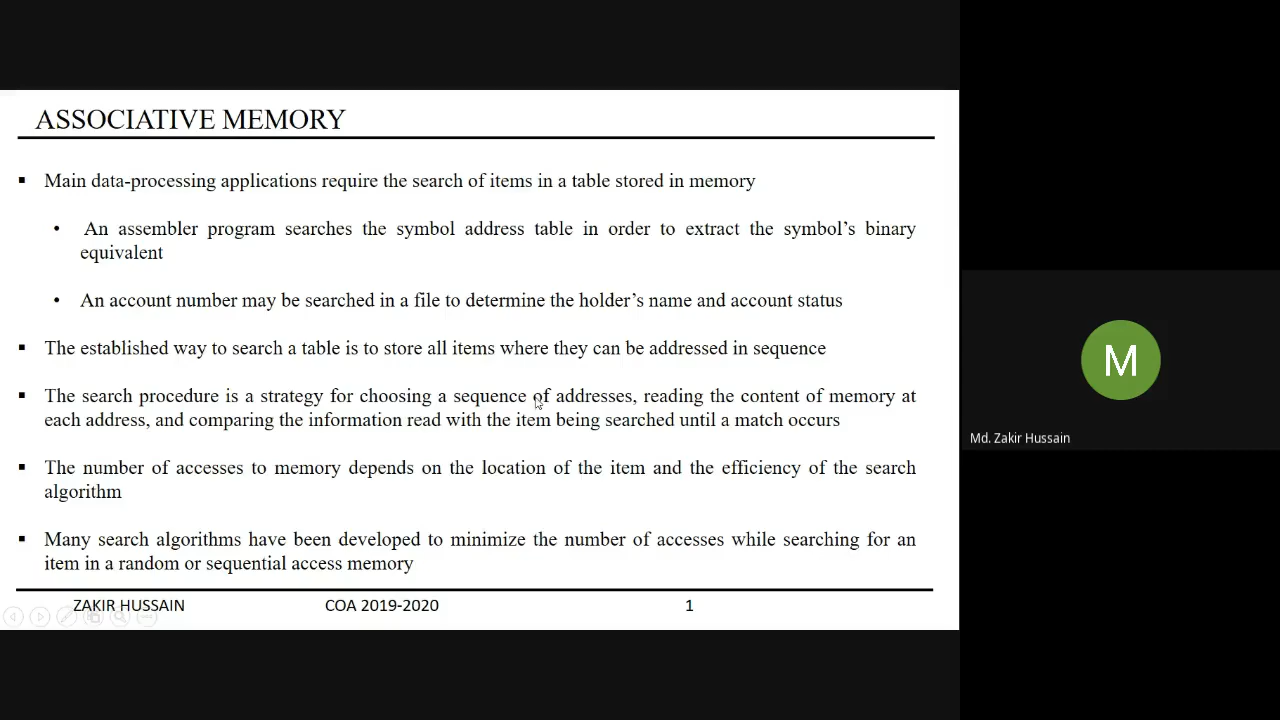 ASSOCIATIVE MEMORY
▪ Main data-processing applications require the search of items in a table stored in memory
• An assembler program searches the symbol address table in order to extract the symbol’s binary
equivalent
• An account number may be searched in a file to determine the holder’s name and account status
▪ The established way to search a table is to store all items where they can be addressed in sequence
▪ The search procedure is a strategy for choosing a sequence of addresses, reading the content of memory at
each address, and comparing the information read with the item being searched until a match occurs
▪ The number of accesses to memory depends on the location of the item and the efficiency of the search
algorithm
▪ Many search algorithms have been developed to minimize the number of accesses while searching for an
item in a random or sequential access memory
ZAKIR HUSSAIN COA 2019-2020 1
M
Md. Zakir Hussain